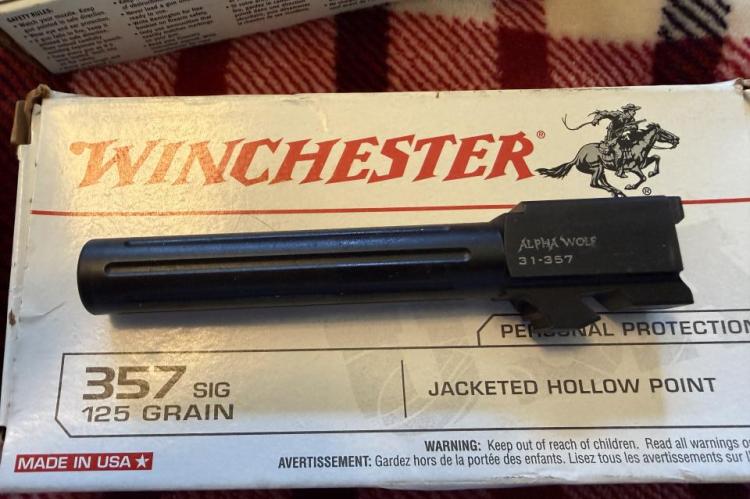 SAFETY RULES:
WINCHESTER®
®
ALPHA WOLF
31-357
PERSONAL PROTECTION
357 SIG
125 GRAIN
JACKETED HOLLOW POINT
WARNING: Keep out of reach of children. Read all warnings
MADE IN USA
AVERTISSEMENT: Gardez hors de la portée des enfants. Lisez tous les avertissements sur